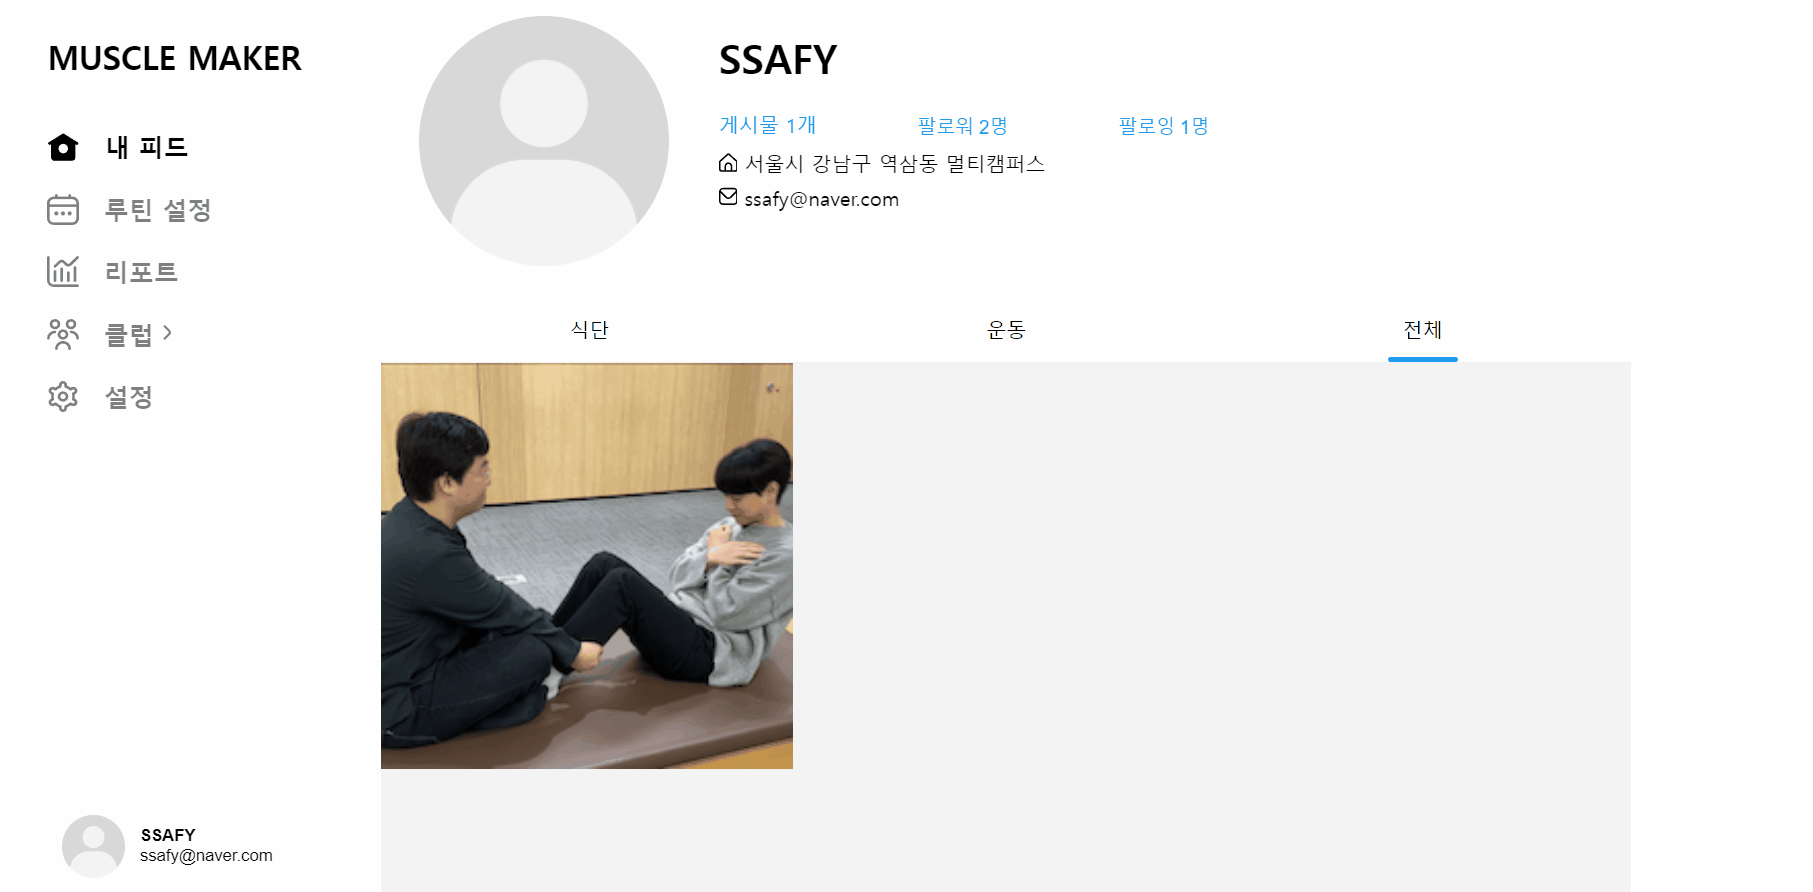 MUSCLE MAKER
내 피드
루틴 설정
리포트
클럽
설정
SSAFY
게시물 1개 팔로워 2명 팔로잉 1명
서울시 강남구 역삼동 멀티캠퍼스
ssafy@naver.com
식단 운동 전체
SSAFY
ssafy@naver.com